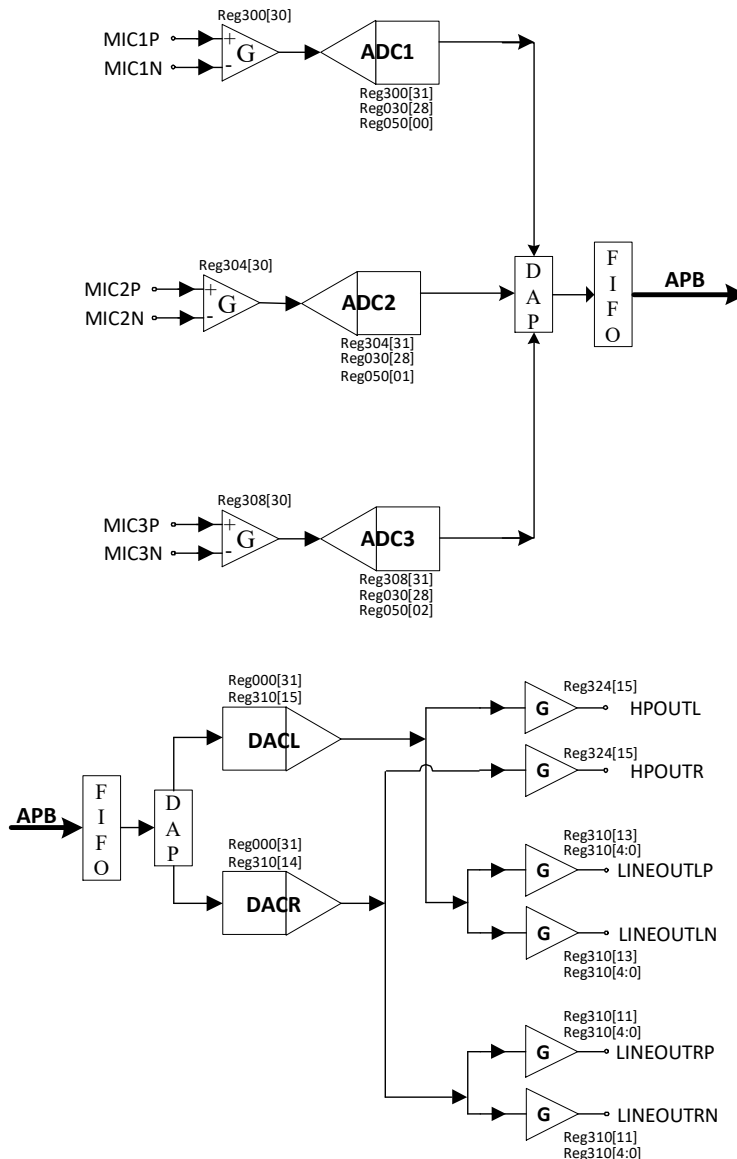 Reg300[30]
MIC1P
+
G
ADC1
MIC1N
-
Reg300[31]
Reg030[28]
Reg050[00]
Reg304[30]
MIC2P
+
G
ADC2
MIC2N
-
Reg304[31]
Reg030[28]
Reg050[01]
D
A
P
F
I
F
O
APB
Reg308[30]
MIC3P
+
G
ADC3
MIC3N
-
Reg308[31]
Reg030[28]
Reg050[02]
APB
F
I
F
O
D
A
P
Reg000[31]
Reg310[15]
DACL
Reg000[31]
Reg310[14]
DACR
Reg324[15]
G
HPOUTL
Reg324[15]
G
HPOUTR
Reg310[13]
Reg310[4:0]
G
LINEOUTLP
G
LINEOUTLN
Reg310[13]
Reg310[4:0]
Reg310[11]
Reg310[4:0]
G
LINEOUTRP
G
LINEOUTRN
Reg310[11]
Reg310[4:0]